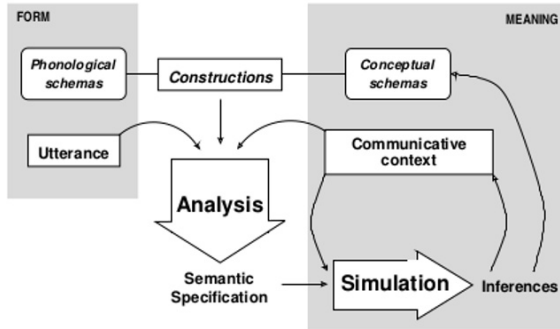 FORM
MEANING
Phonological
schemas
Constructions
Conceptual
schemas
Utterance
Communicative
context
Analysis
Semantic
Specification
Simulation
Inferences